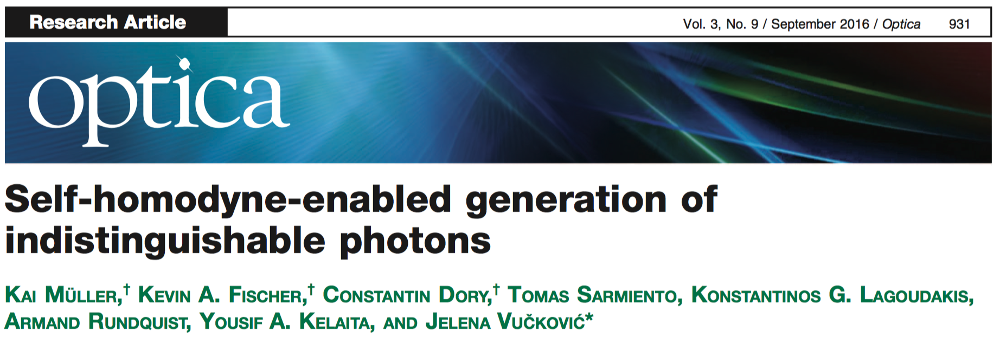 Research Article
Vol. 3, No. 9 / September 2016 / Optica 931
optica
Self-homodyne-enabled generation of
indistinguishable photons
Kai Müller,† Kevin A. Fischer,† Constantin Dory,† Tomas Sarmiento, Konstantinos G. Lagoudakis,
Armand Rundquist, Yousif A. Kelaita, and Jelena Vučković*